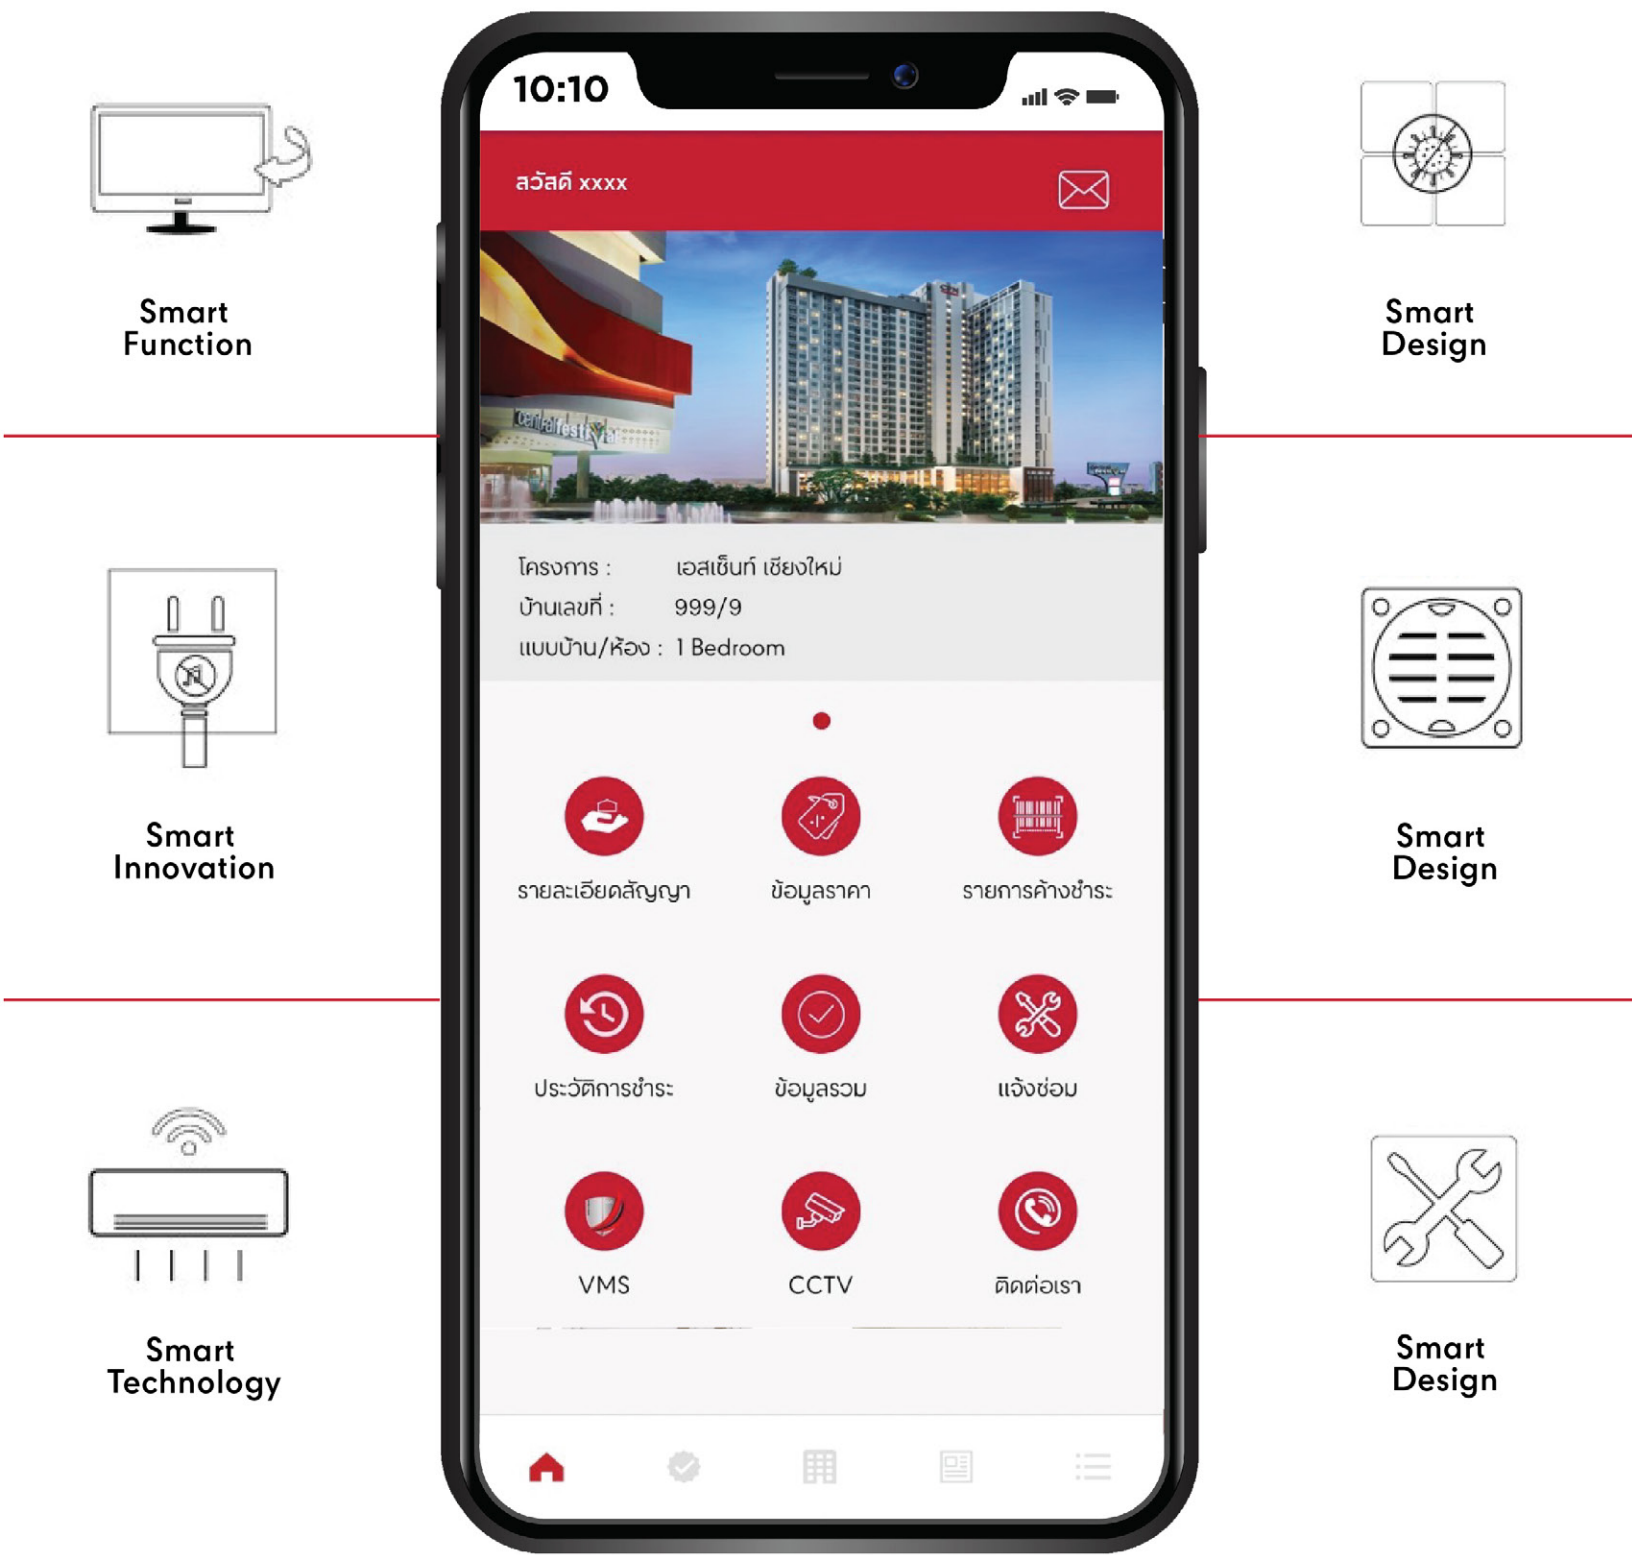 10:10
สวัสดี xxxx
centralfestival
โครงการ : เอสเซ็นท์ เชียงใหม่
บ้านเลขที่ : 999/9
แบบบ้าน/ห้อง : 1 Bedroom
รายละเอียดสัญญา
ข้อมูลราคา
รายการค้างชำระ
ประวัติการชำระ
ข้อมูลรวม
แจ้งซ่อม
VMS
CCTV
ติดต่อเรา
Smart
Function
Smart
Innovation
Smart
Technology
Smart
Design
Smart
Design
Smart
Design